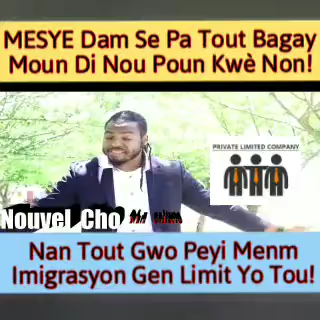 MESYE Dam Se Pa Tout Bagay
Moun Di Nou Poun Kwè Non!
PRIVATE LIMITED COMPANY
Nouvel Cho
Nan Tout Gwo Peyi Menm
Imigrasyon Gen Limit Yo Tou!